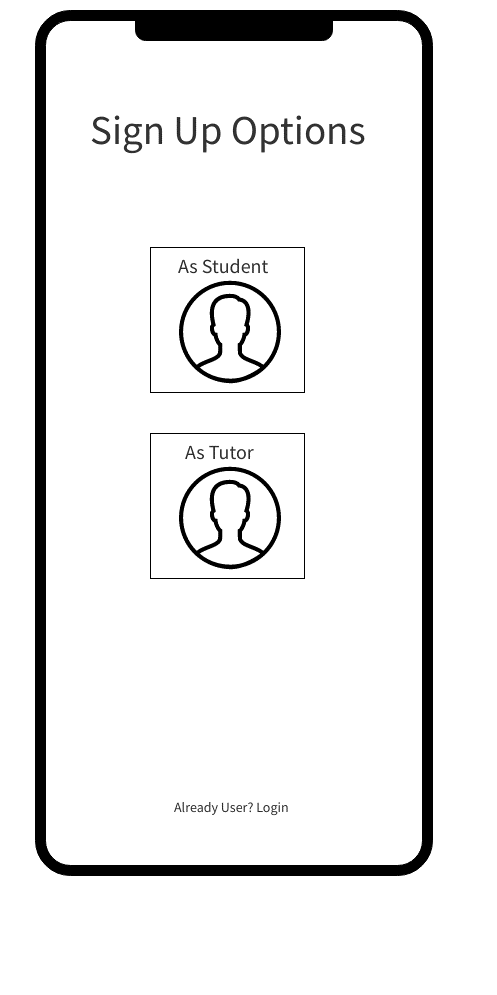 Sign Up Options
As Student
As Tutor
Already User? Login